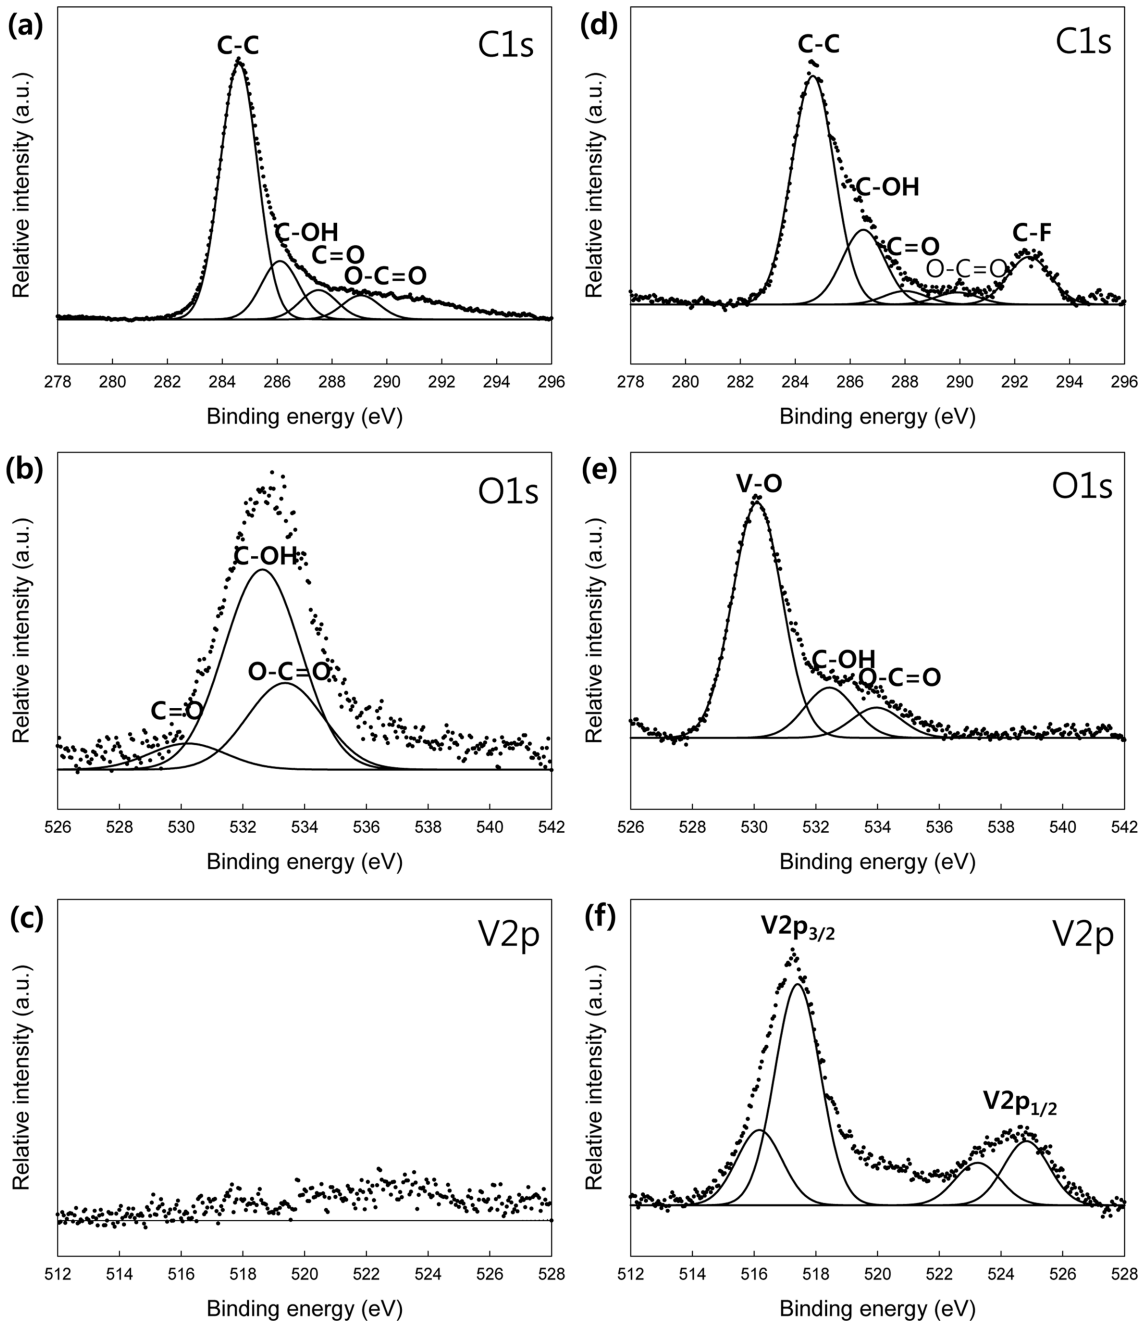 (a)
C1s
C-C
C-OH
C=O
O-C=O
Relative intensity (a.u.)
278 280 282 284 286 288 290 292 294 296
Binding energy (eV)
(d)
C1s
C-C
C-OH
C=O
O-C=O
C-F
Relative intensity (a.u.)
278 280 282 284 286 288 290 292 294 296
Binding energy (eV)
(b)
O1s
C-OH
O-C=O
C=O
Relative intensity (a.u.)
526 528 530 532 534 536 538 540 542
Binding energy (eV)
(e)
O1s
V-O
C-OH
O-C=O
Relative intensity (a.u.)
526 528 530 532 534 536 538 540 542
Binding energy (eV)
(c)
V2p
Relative intensity (a.u.)
512 514 516 518 520 522 524 526 528
Binding energy (eV)
(f)
V2p
V2p3/2
V2p1/2
Relative intensity (a.u.)
512 514 516 518 520 522 524 526 528
Binding energy (eV)